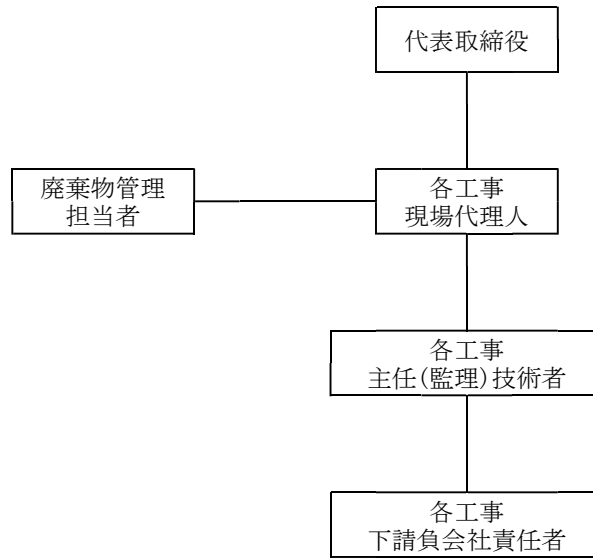 代表取締役
廃棄物管理
担当者
各工事
現場代理人
各工事
主任(監理)技術者
各工事
下請負会社責任者